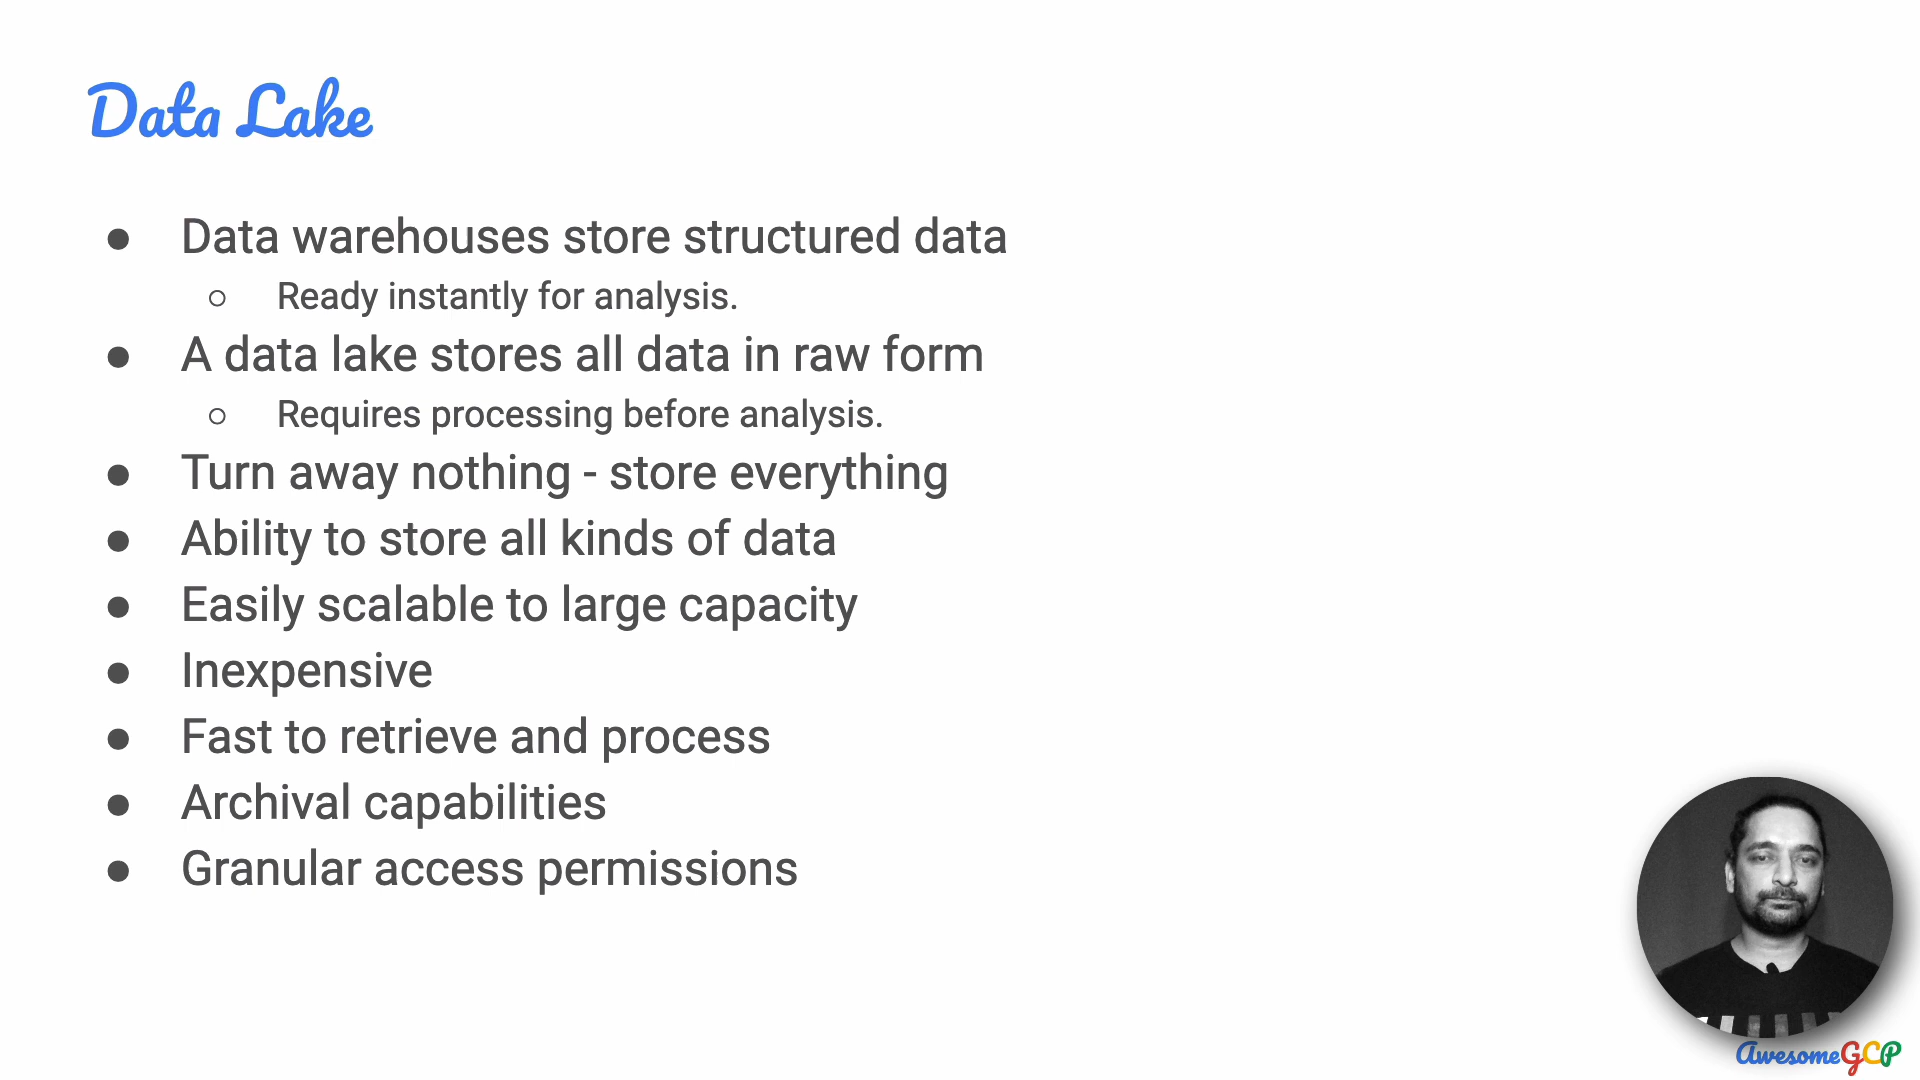 Data Lake
● Data warehouses store structured data
○ Ready instantly for analysis.
● A data lake stores all data in raw form
○ Requires processing before analysis.
● Turn away nothing - store everything
● Ability to store all kinds of data
● Easily scalable to large capacity
● Inexpensive
● Fast to retrieve and process
● Archival capabilities
● Granular access permissions
AwesomeGCP